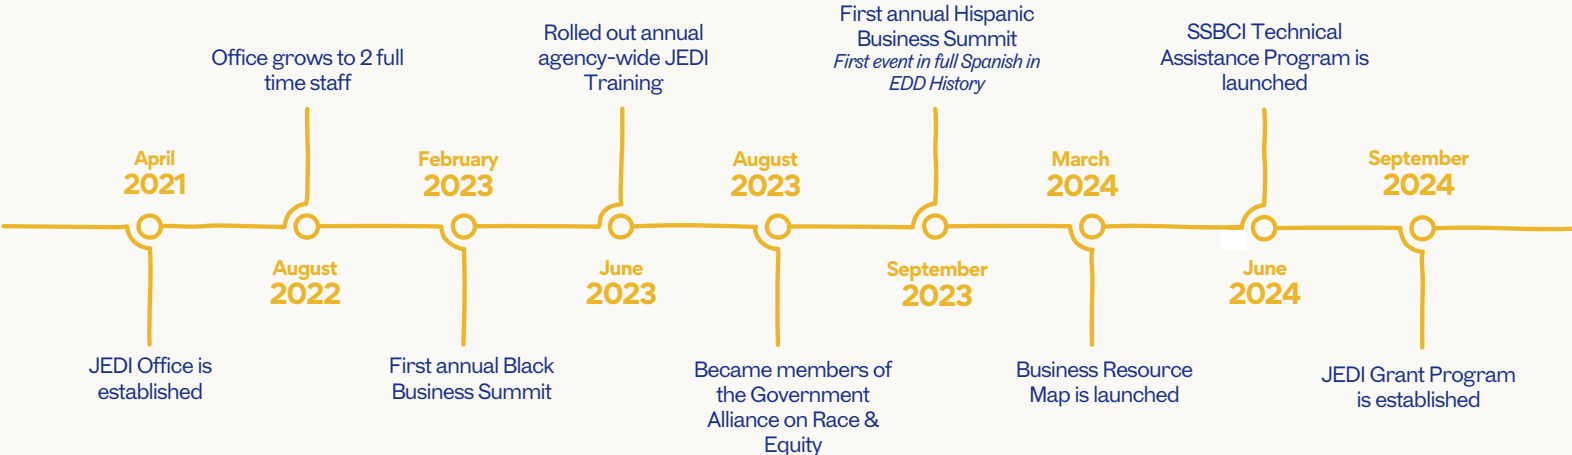 April
2021
JEDI Office is
established
Office grows to 2 full
time staff
August
2022
February
2023
First annual Black
Business Summit
Rolled out annual
agency-wide JEDI
Training
June
2023
August
2023
Became members of
the Government
Alliance on Race &
Equity
First annual Hispanic
Business Summit
First event in full Spanish in
EDD History
September
2023
March
2024
Business Resource
Map is launched
SSBCI Technical
Assistance Program is
launched
June
2024
September
2024
JEDI Grant Program
is established